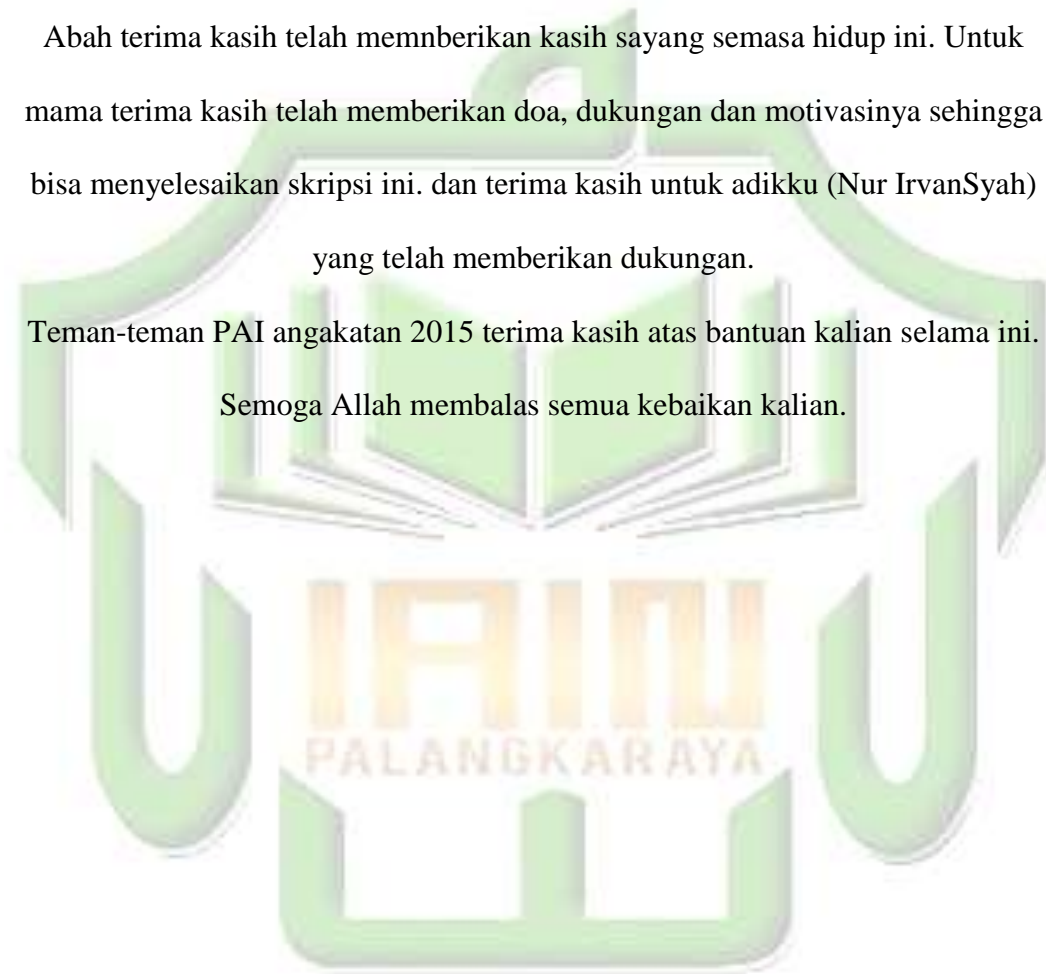 Abah terima kasih telah memnberikan kasih sayang semasa hidup ini. Untuk
mama terima kasih telah memberikan doa, dukungan dan motivasinya sehingga
bisa menyelesaikan skripsi ini. dan terima kasih untuk adikku (Nur IrvanSyah)
yang telah memberikan dukungan.
Teman-teman PAI angakatan 2015 terima kasih atas bantuan kalian selama ini.
Semoga Allah membalas semua kebaikan kalian.
IAIN
PALANGKARAYA